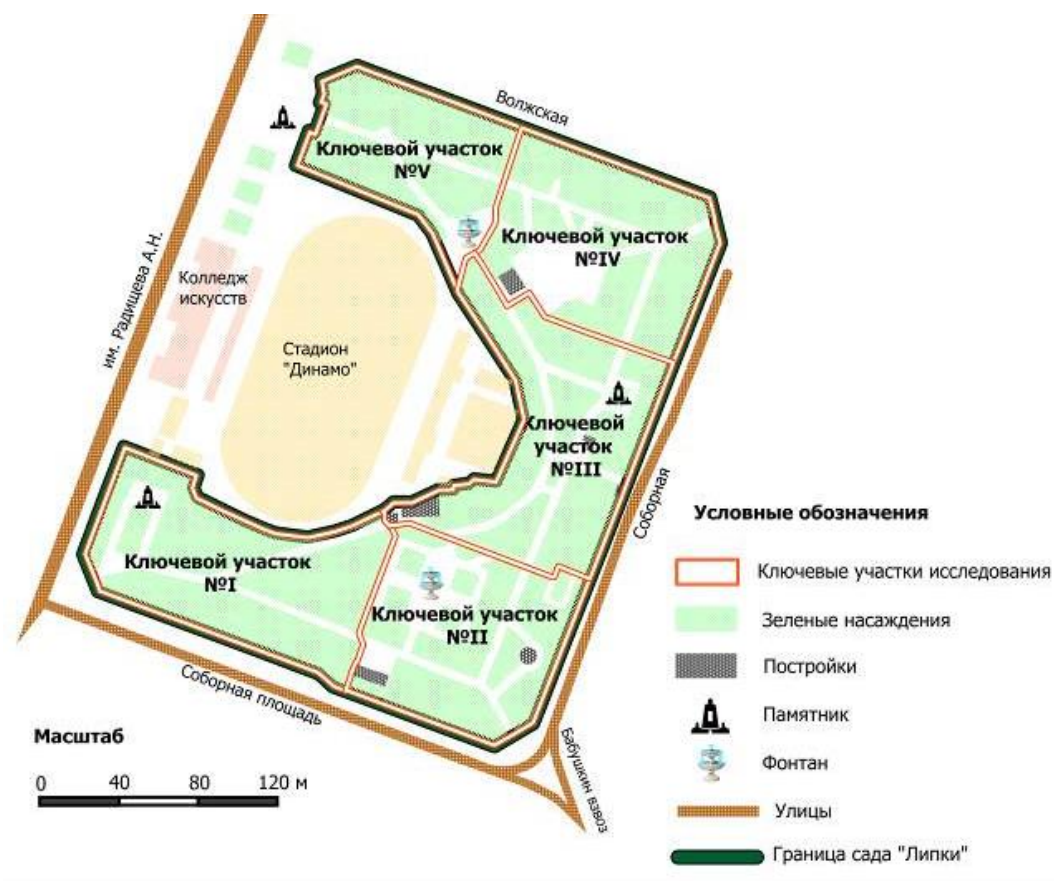 Волжская
Ключевой участок
№V
Ключевой участок
№IV
им. Радищева А.Н.
Колледж
искусств
Стадион
"Динамо"
Ключевой
участок
№III
Соборная
Ключевой участок
№I
Ключевой участок
№II
Соборная площадь
Бабушкин взвоз
Масштаб
0 40 80 120 м
Условные обозначения
Ключевые участки исследования
Зеленые насаждения
Постройки
Памятник
Фонтан
Улицы
Граница сада "Липки"